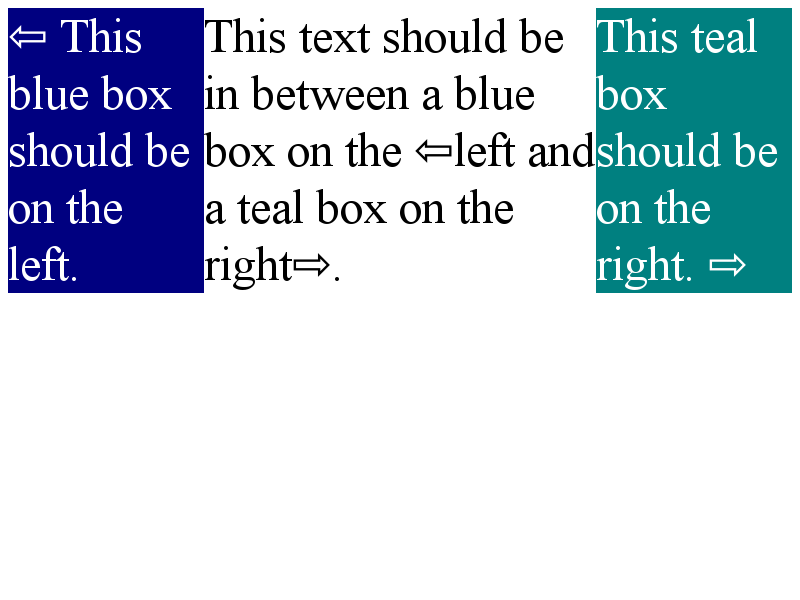 ⇦ This
blue box
should be
on the
left.
This text should be
in between a blue
box on the ⇦left and
a teal box on the
right⇨.
This teal
box
should be
on the
right. ⇨